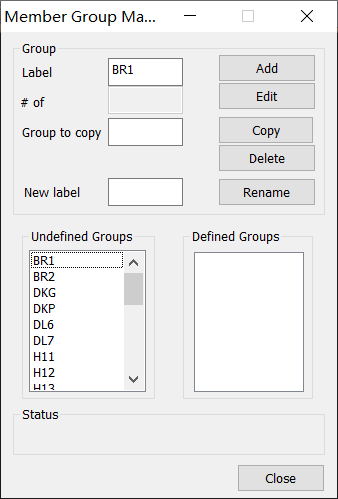 Member Group Ma...
Group
Label BR1 Add
# of Edit
Group to copy Copy
Delete
New label Rename
Undefined Groups Defined Groups
BR1
BR2
DKG
DKP
DL6
DL7
H11
H12
H13
Status
Close